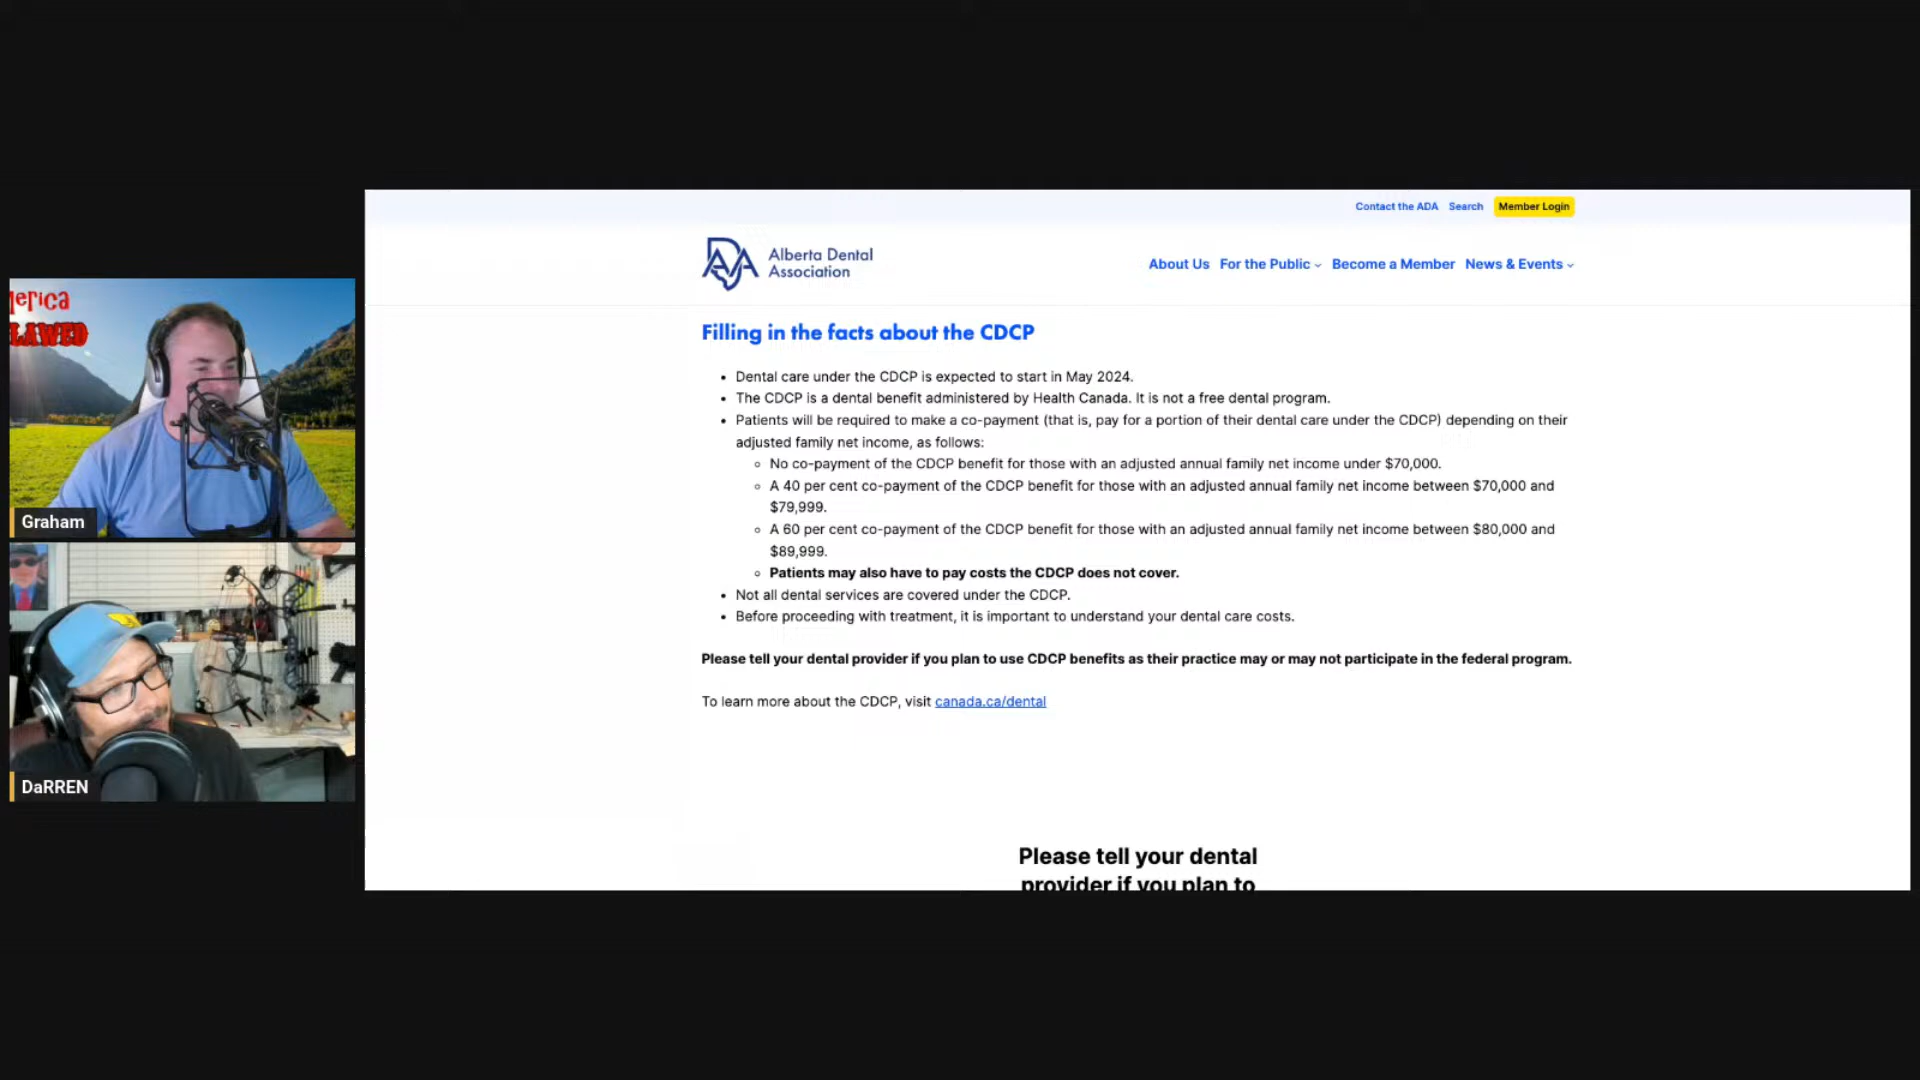 Contact the ADA Search Member Login
Alberta Dental
Association
About Us For the Public Become a Member News & Events
Filling in the facts about the CDCP
• Dental care under the CDCP is expected to start in May 2024.
• The CDCP is a dental benefit administered by Health Canada. It is not a free dental program.
• Patients will be required to make a co-payment (that is, pay for a portion of their dental care under the CDCP) depending on their
adjusted family net income, as follows:
◦ No co-payment of the CDCP benefit for those with an adjusted annual family net income under $70,000.
◦ A 40 per cent co-payment of the CDCP benefit for those with an adjusted annual family net income between $70,000 and
$79,999.
◦ A 60 per cent co-payment of the CDCP benefit for those with an adjusted annual family net income between $80,000 and
$89,999.
◦ Patients may also have to pay costs the CDCP does not cover.
• Not all dental services are covered under the CDCP.
• Before proceeding with treatment, it is important to understand your dental care costs.
Please tell your dental provider if you plan to use CDCP benefits as their practice may or may not participate in the federal program.
To learn more about the CDCP, visit canada.ca/dental
Please tell your dental
provider if you plan to
Graham
DaRREN